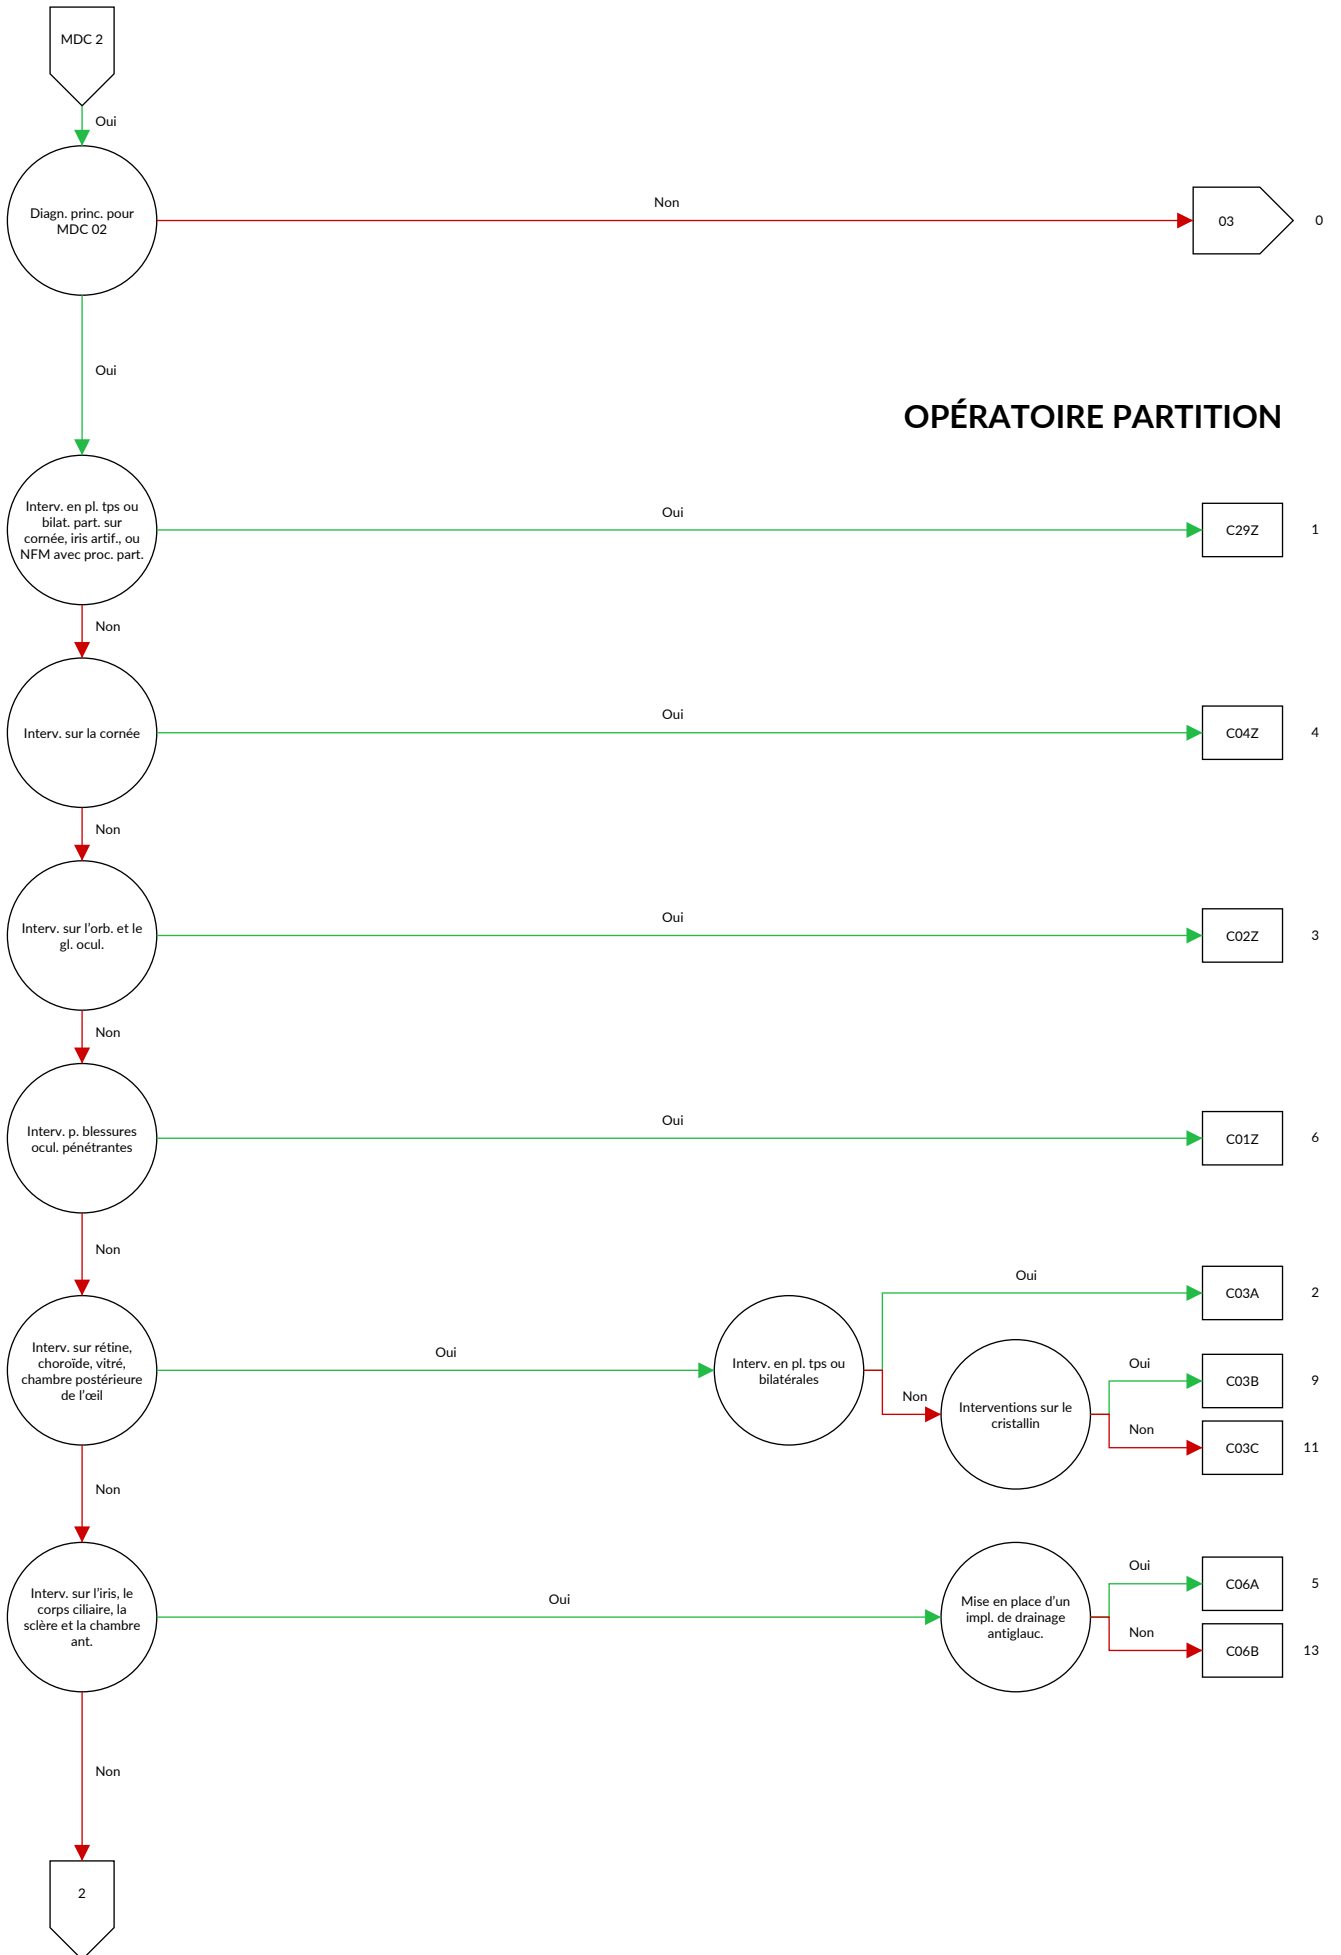 MDC 2
Oui
Diagn. princ. pour
MDC 02
Non
03
0
Oui
OPÉRATOIRE PARTITION
Interv. en pl. tps ou
bilat. part. sur
cornée, iris artif., ou
NFM avec proc. part.
Oui
C29Z
1
Non
Interv. sur la cornée
Oui
C04Z
4
Non
Interv. sur l'orb. et le
gl. ocul.
Oui
C02Z
3
Non
Interv. p. blessures
ocul. pénétrantes
Oui
C01Z
6
Non
Interv. sur rétine,
choroïde, vitré,
chambre postérieure
de l'œil
Oui
Interv. en pl. tps ou
bilatérales
Oui
C03A
2
Non
Interventions sur le
cristallin
Oui
C03B
9
Non
C03C
11
Non
Interv. sur l'iris, le
corps ciliaire, la
sclère et la chambre
ant.
Oui
Mise en place d'un
impl. de drainage
antiglauc.
Oui
C06A
5
Non
C06B
13
Non
2